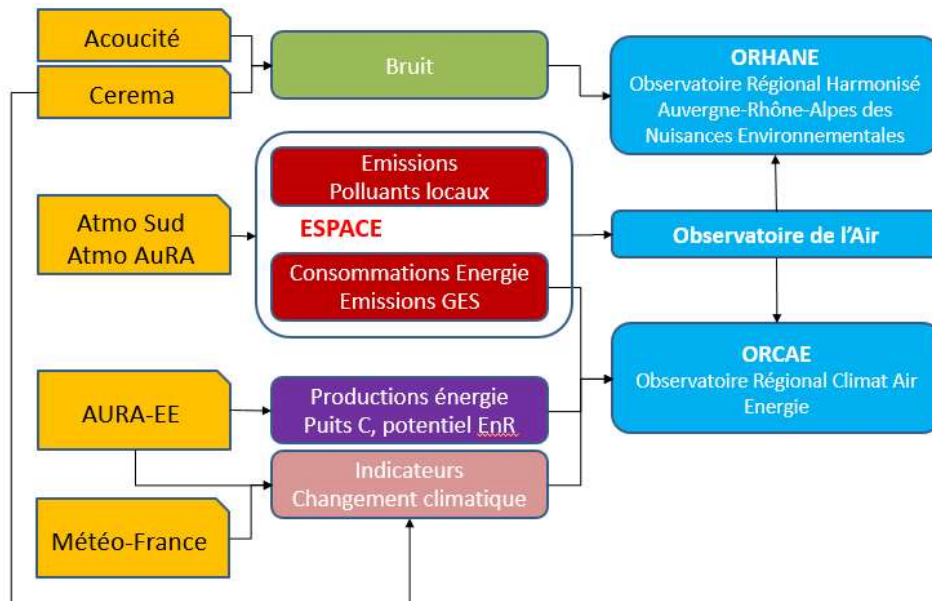 Acoucité
Cerema
Bruit
ORHANE
Observatoire Régional Harmonisé
Auvergne-Rhône-Alpes des
Nuisances Environnementales
Atmo Sud
Atmo AuRA
Emissions
Polluants locaux
ESPACE
Consommations Energie
Emissions GES
Observatoire de l’Air
ORCAE
Observatoire Régional Climat Air
Energie
AURA-EE
Productions énergie
Puits C, potentiel EnR
Indicateurs
Changement climatique
Météo-France